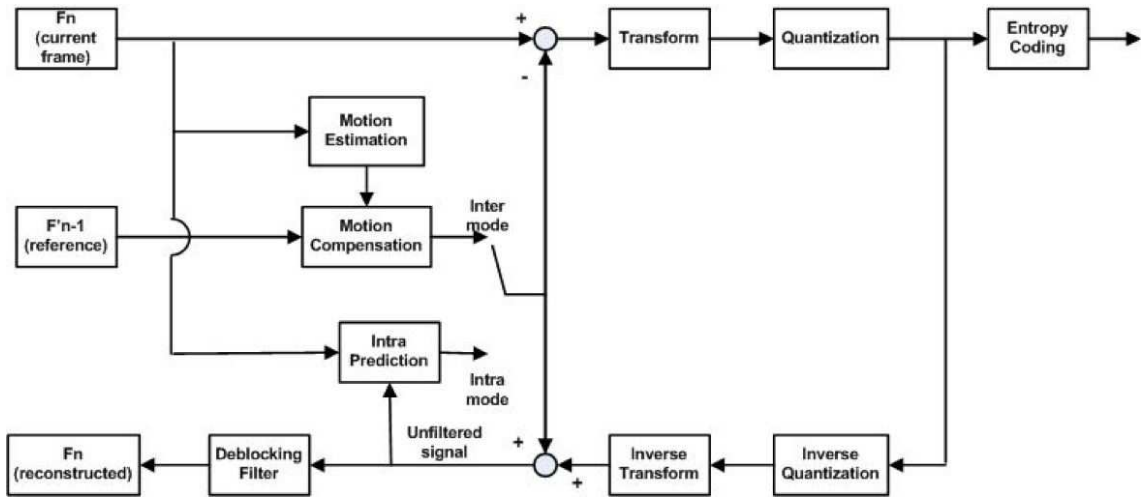 Fn
(current
frame)
+
-
Transform
Quantization
Entropy
Coding
Motion
Estimation
F'n-1
(reference)
Motion
Compensation
Inter
mode
Intra
Prediction
Intra
mode
Unfiltered
signal
Fn
(reconstructed)
Deblocking
Filter
+
+
Inverse
Transform
Inverse
Quantization